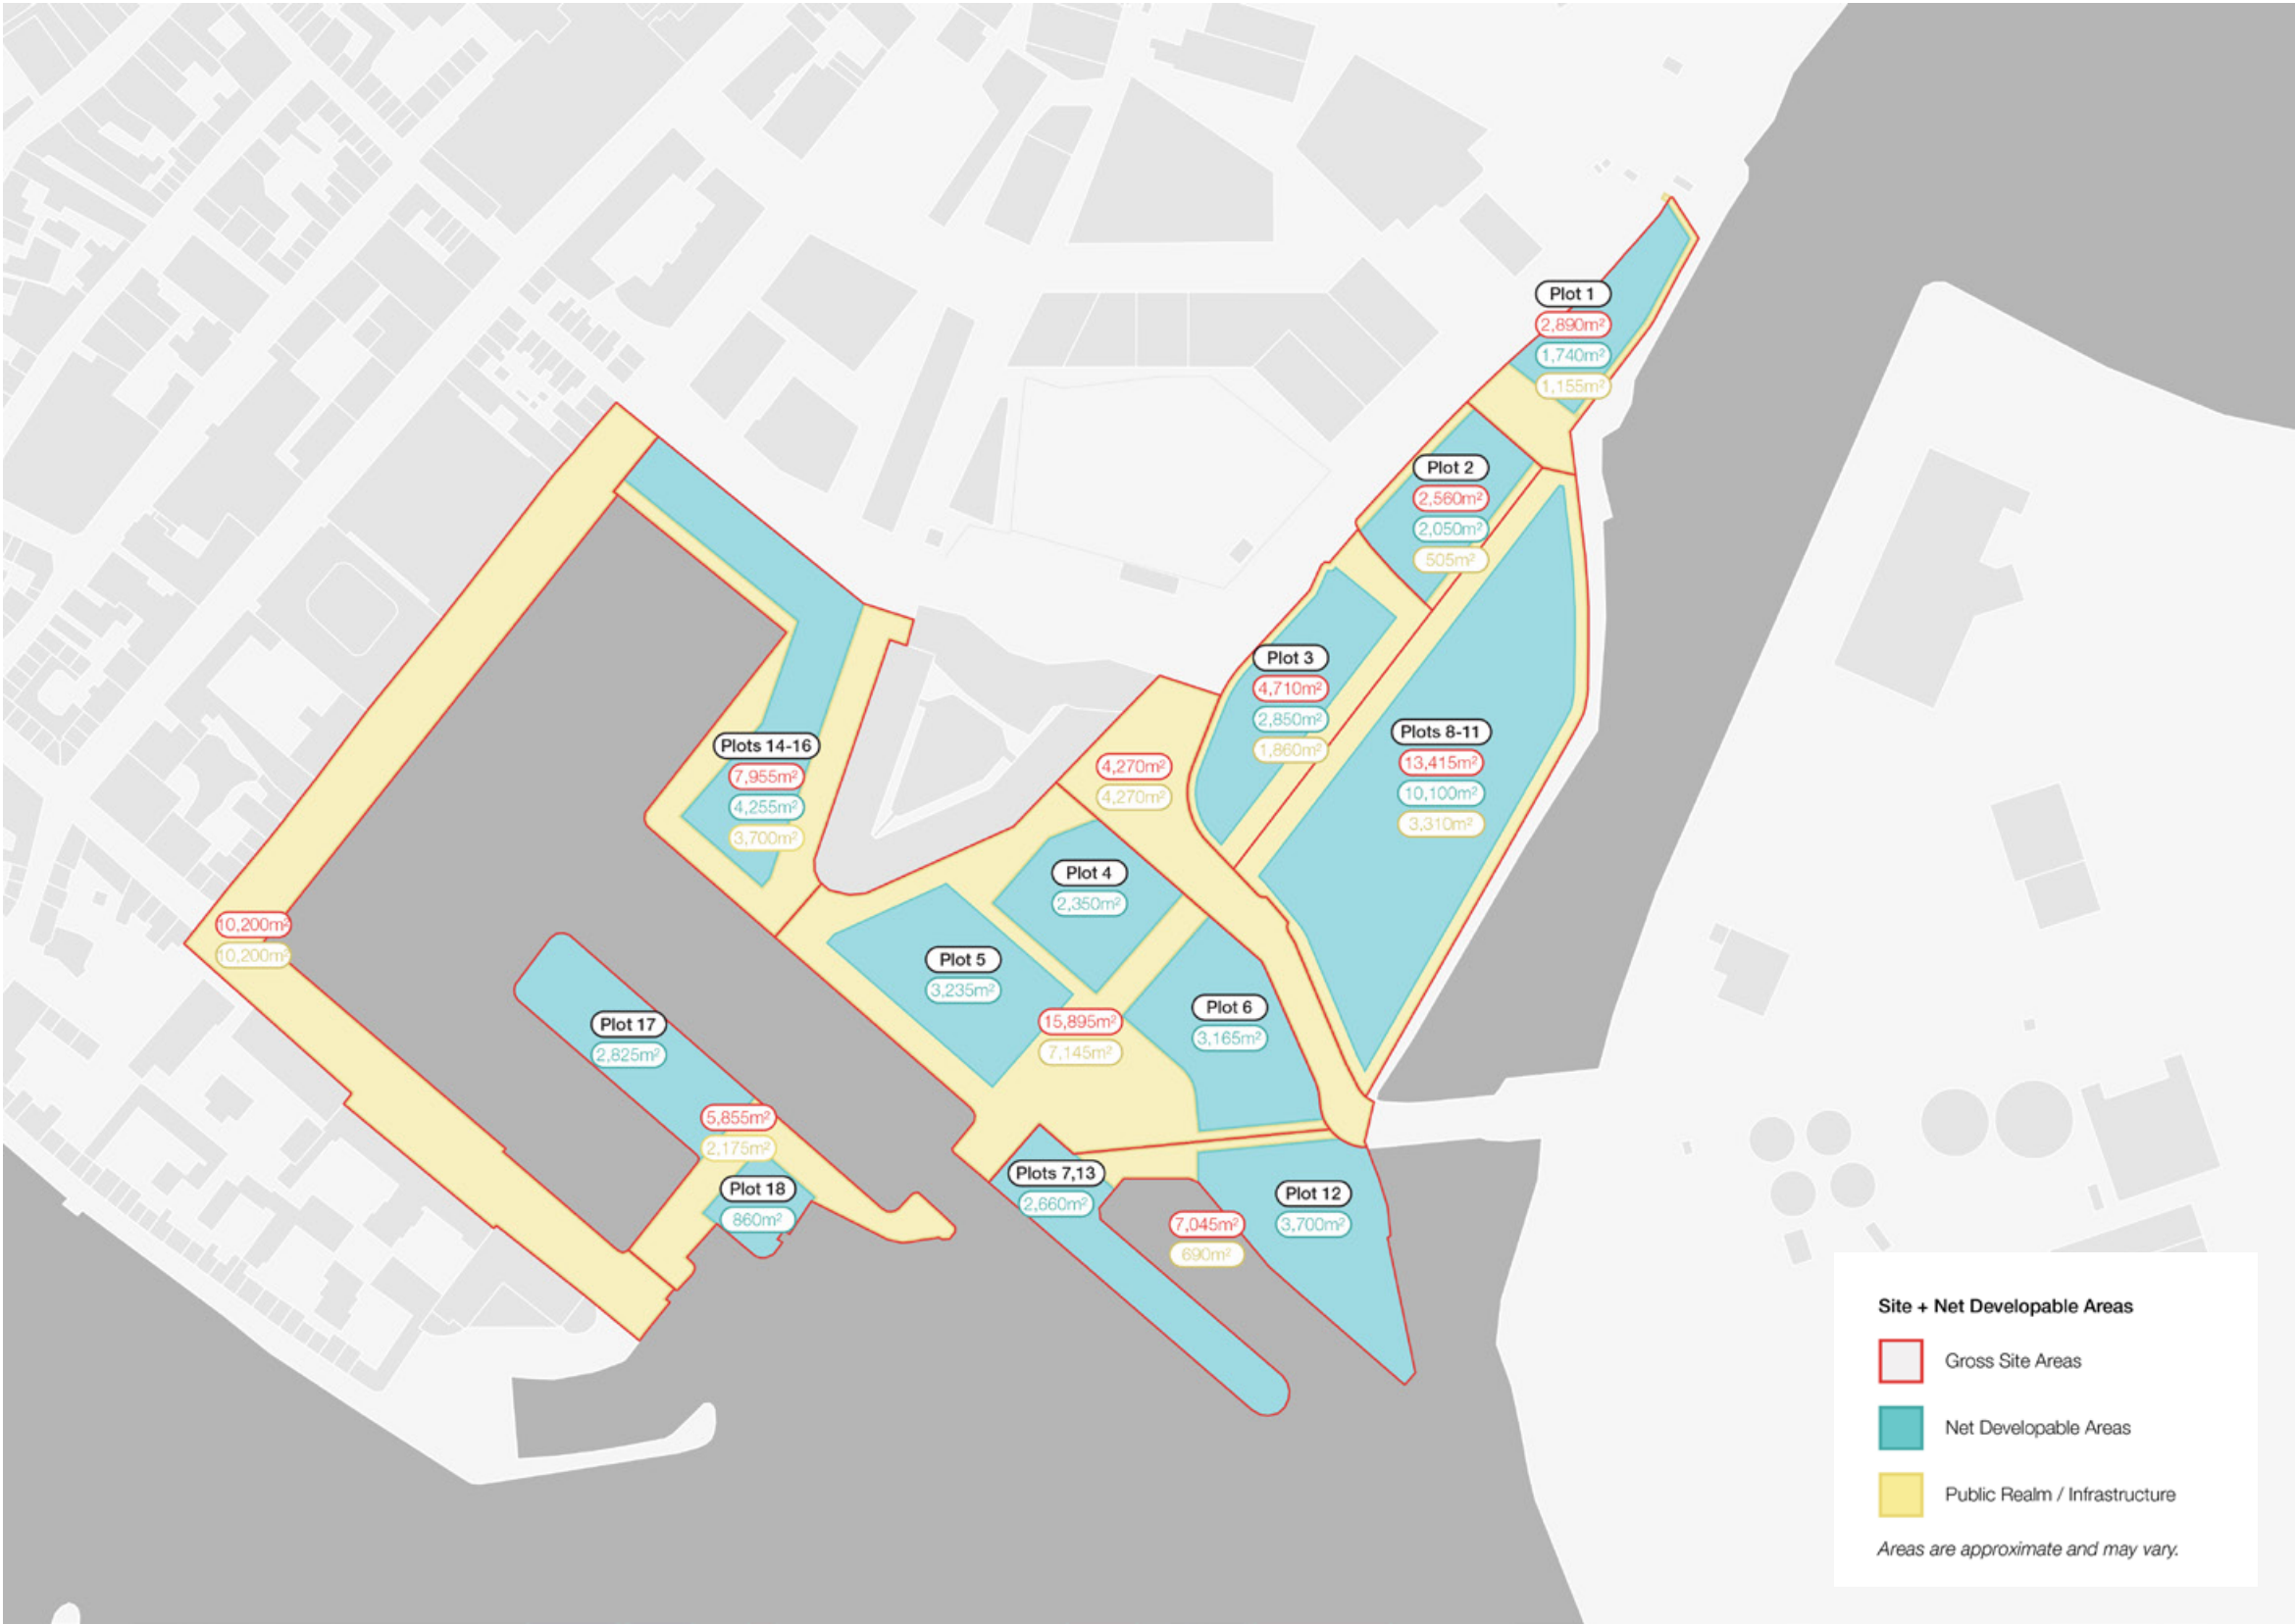 Plot 1
2,890m²
1,740m²
1,155m²
Plot 2
2,560m²
2,050m²
505m²
Plot 3
4,710m²
2,850m²
1,860m²
Plots 8-11
13,415m²
10,100m²
3,310m²
Plots 14-16
7,955m²
4,255m²
3,700m²
4,270m²
4,270m²
Plot 4
2,350m²
10,200m²
10,200m²
Plot 5
3,235m²
Plot 6
3,165m²
15,895m²
7,145m²
Plot 17
2,825m²
5,855m²
2,175m²
Plot 18
860m²
Plots 7,13
2,660m²
7,045m²
690m²
Plot 12
3,700m²
Site + Net Developable Areas
Gross Site Areas
Net Developable Areas
Public Realm / Infrastructure
Areas are approximate and may vary.